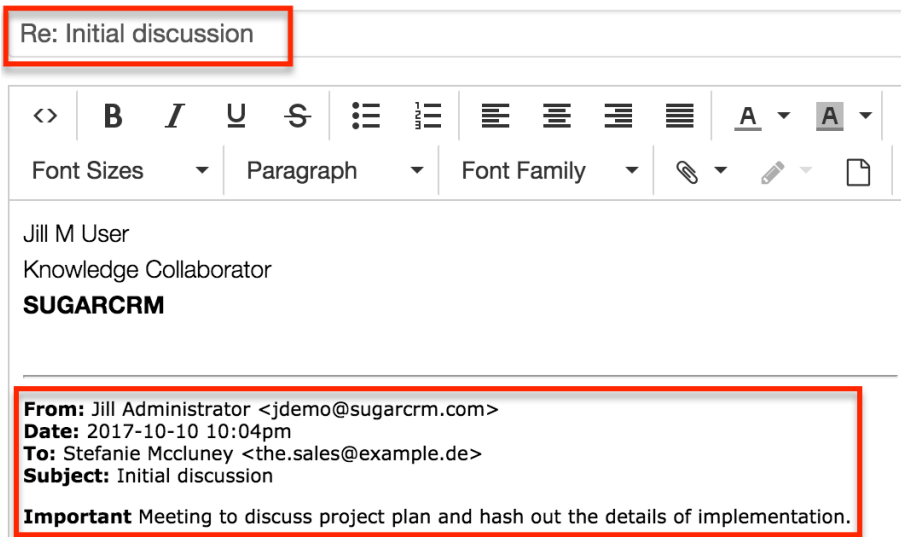 Re: Initial discussion
<> B I U S A A
Font Sizes Paragraph Font Family
Jill M User
Knowledge Collaborator
SUGARCRM
From: Jill Administrator <jdemo@sugarcrm.com>
Date: 2017-10-10 10:04pm
To: Stefanie Mccluney <the.sales@example.de>
Subject: Initial discussion
Important Meeting to discuss project plan and hash out the details of implementation.